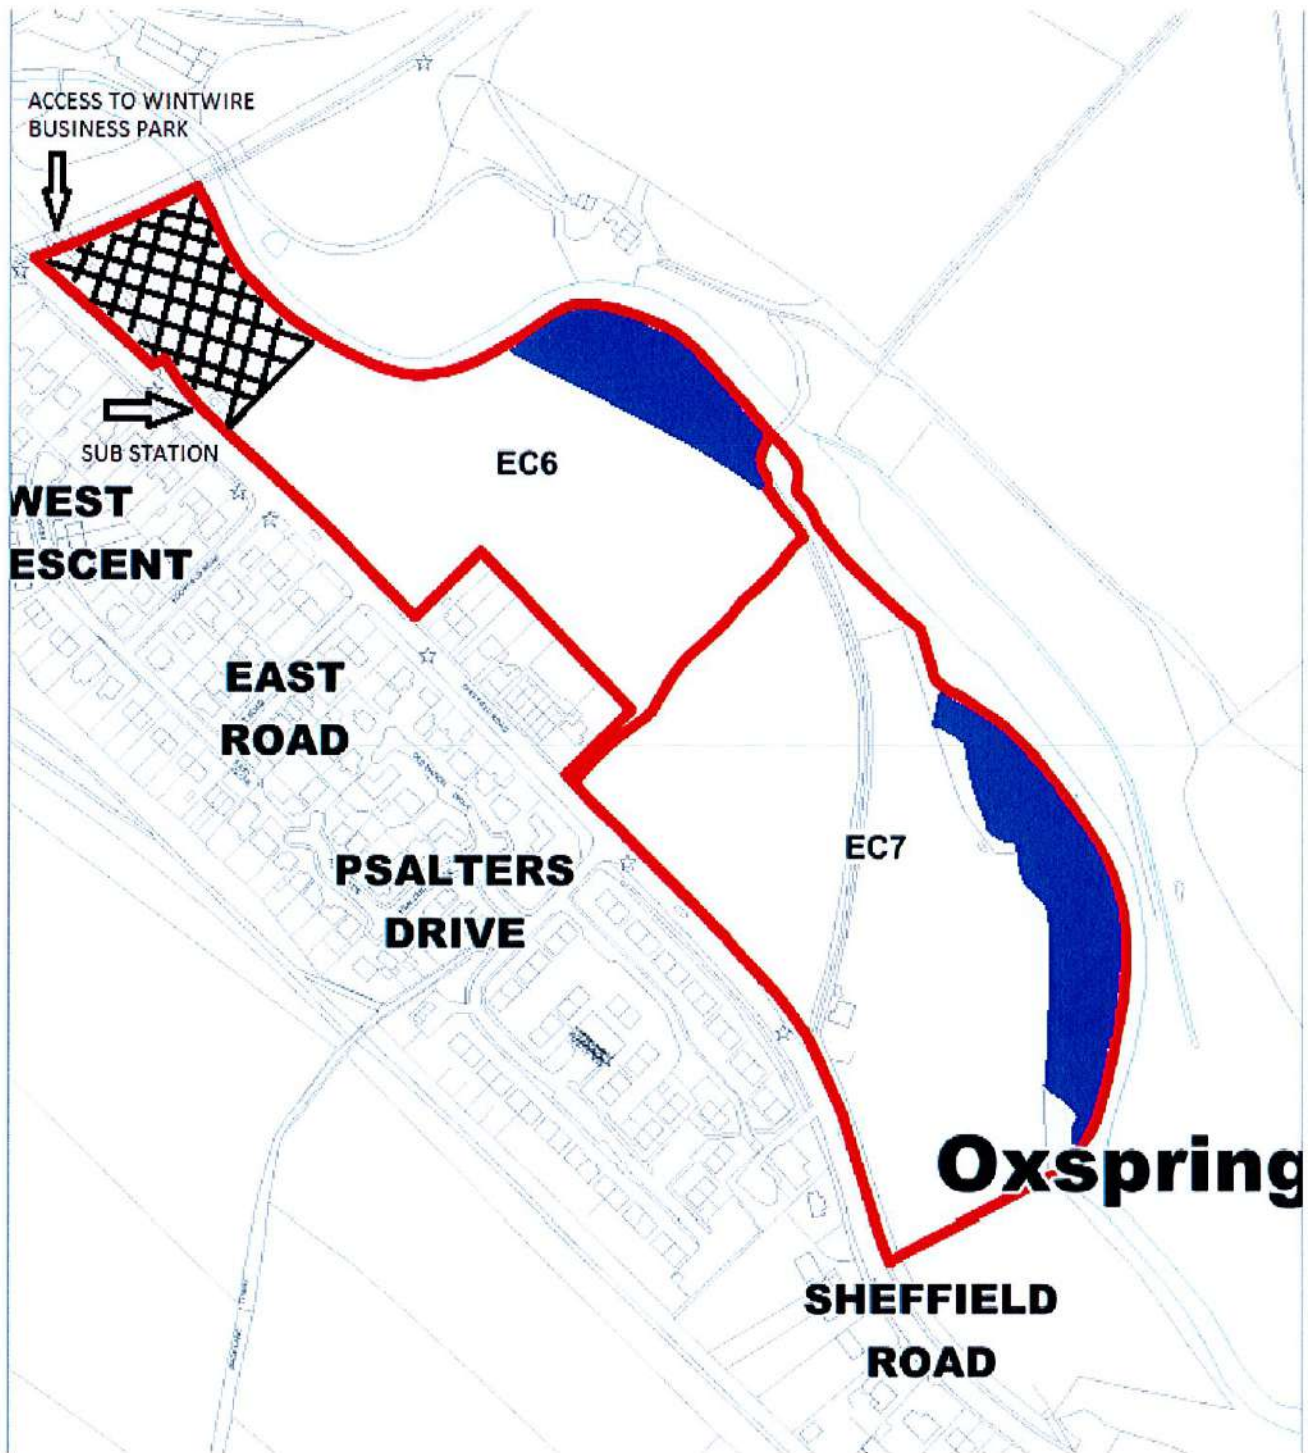 ACCESS TO WINTWIRE
BUSINESS PARK
SUB STATION
EC6
WEST
ESCENT
EAST
ROAD
EC7
PSALTERS
DRIVE
Oxspring
SHEFFIELD
ROAD